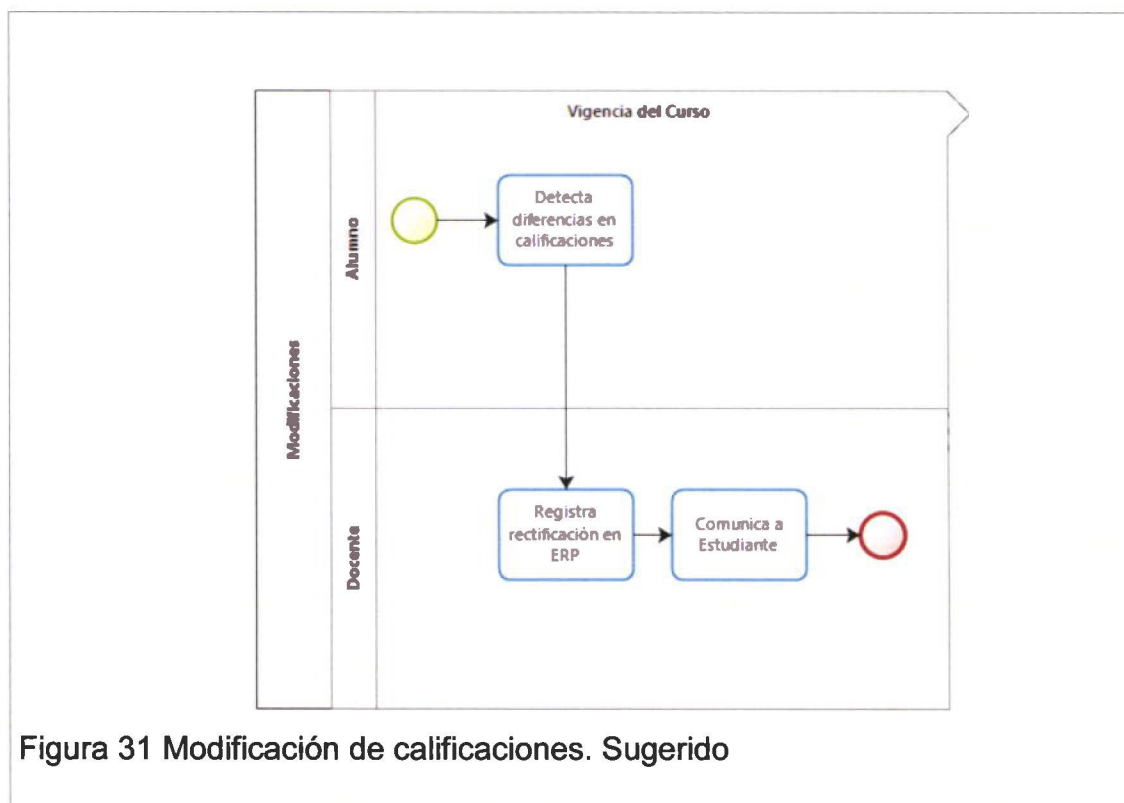 Vigencia del Curso
Modificaciones
Alumno
Detecta
diferencias en
calificaciones
Docente
Registra
rectificación en
ERP
Comunica a
Estudiante
Figura 31 Modificación de calificaciones. Sugerido